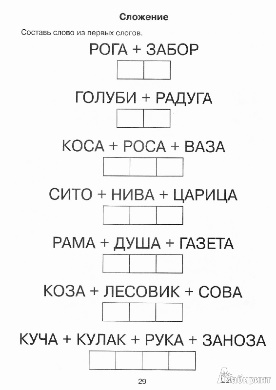 Сложение
Составь слово из первых слогов.
РОГА + ЗАБОР
ГОЛУБИ + РАДУГА
КОСА + РОСА + ВАЗА
СИТО + НИВА + ЦАРИЦА
РАМА + ДУША + ГАЗЕТА
КОЗА + ЛЕСОВИК + СОВА
КУЧА + КУЛАК + РУКА + ЗАНОЗА
29